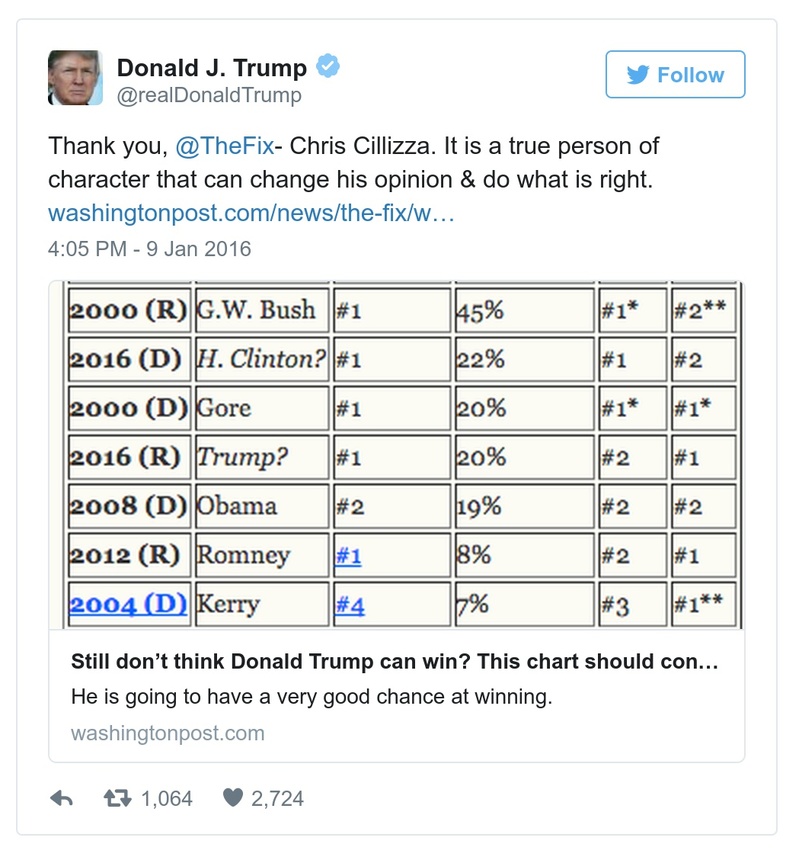 Donald J. Trump
@realDonaldTrump
Follow
Thank you, @TheFix- Chris Cillizza. It is a true person of
character that can change his opinion & do what is right.
washingtonpost.com/news/the-fix/w…
4:05 PM - 9 Jan 2016
2000 (R) G.W. Bush #1 45% #1* #2**
2016 (D) H. Clinton? #1 22% #1 #2
2000 (D) Gore #1 20% #1* #1*
2016 (R) Trump? #1 20% #2 #1
2008 (D) Obama #2 19% #2 #2
2012 (R) Romney #1 8% #2 #1
2004 (D) Kerry #4 7% #3 #1**
Still don’t think Donald Trump can win? This chart should con…
He is going to have a very good chance at winning.
washingtonpost.com
1,064 2,724